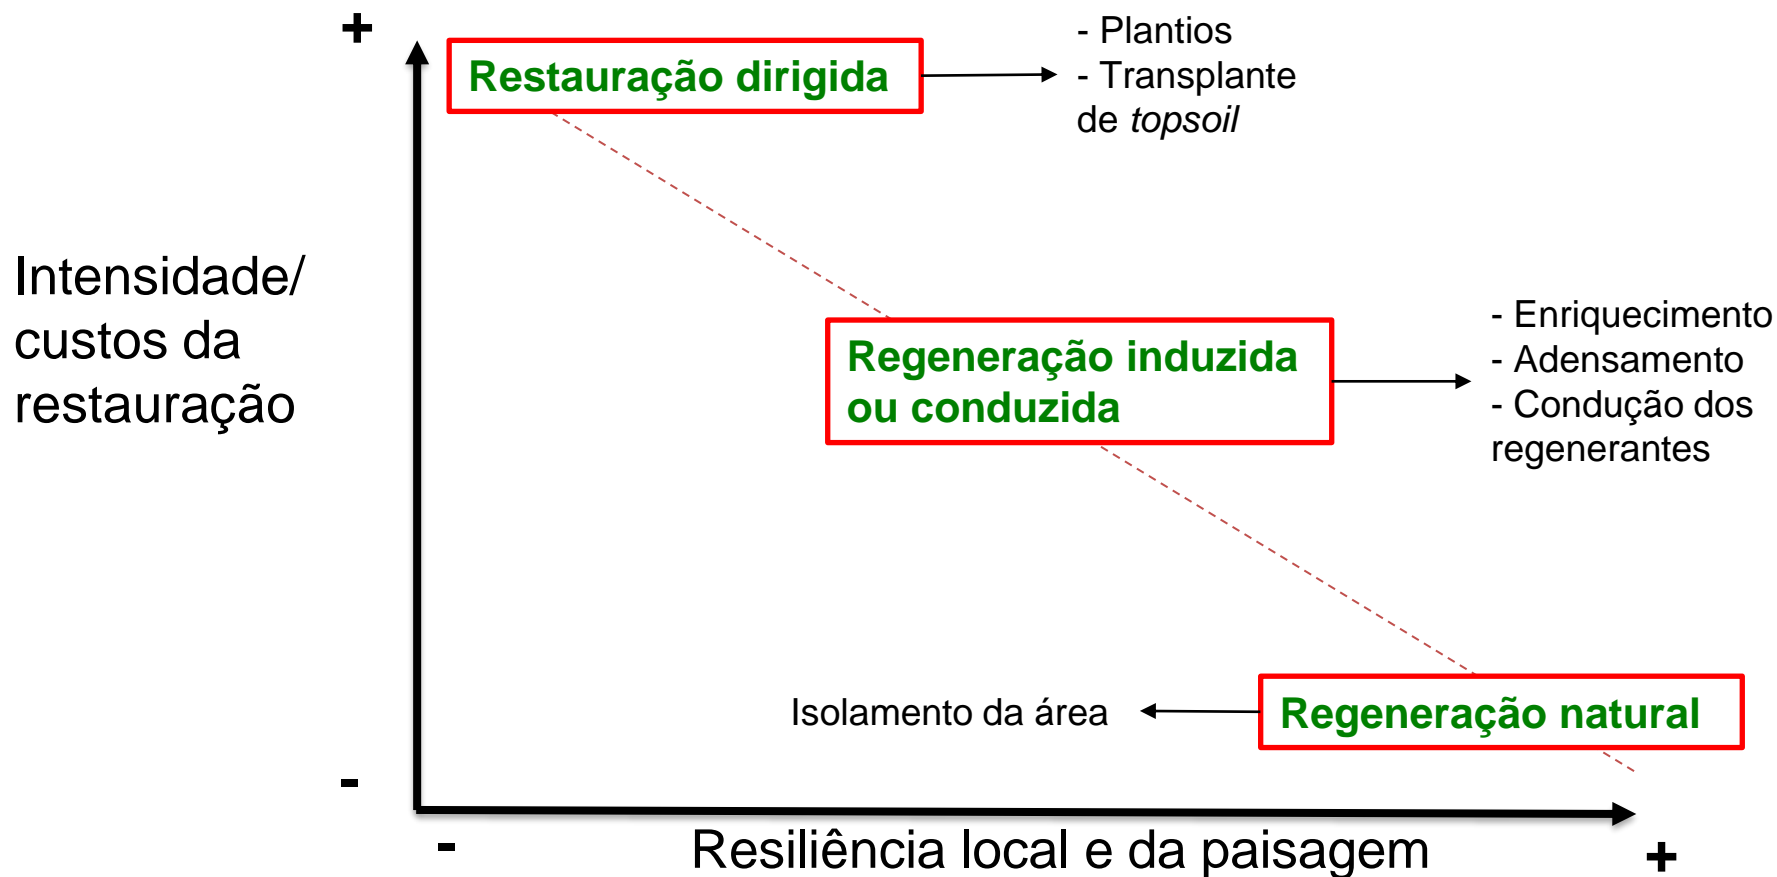 +
Restauração dirigida
- Plantios
- Transplante
de topsoil
Intensidade/
custos da
restauração
Regeneração induzida
ou conduzida
- Enriquecimento
- Adensamento
- Condução dos
regenerantes
Isolamento da área
Regeneração natural
-
-
Resiliência local e da paisagem
+